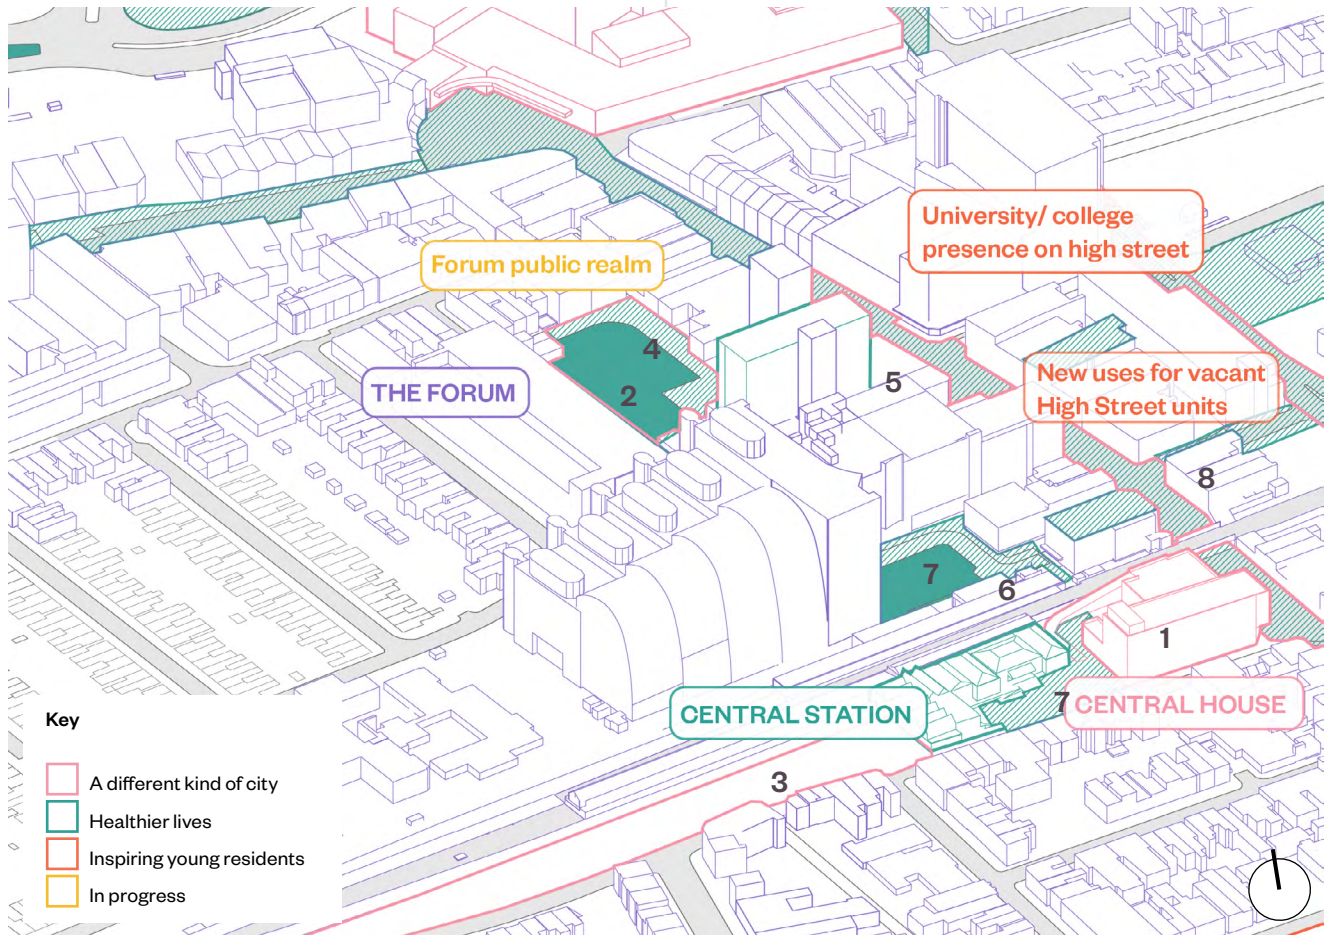 University/ college
presence on high street
Forum public realm
4
THE FORUM
2
5
New uses for vacant
High Street units
8
7
6
1
7
CENTRAL HOUSE
CENTRAL STATION
3
Key
A different kind of city
Healthier lives
Inspiring young residents
In progress